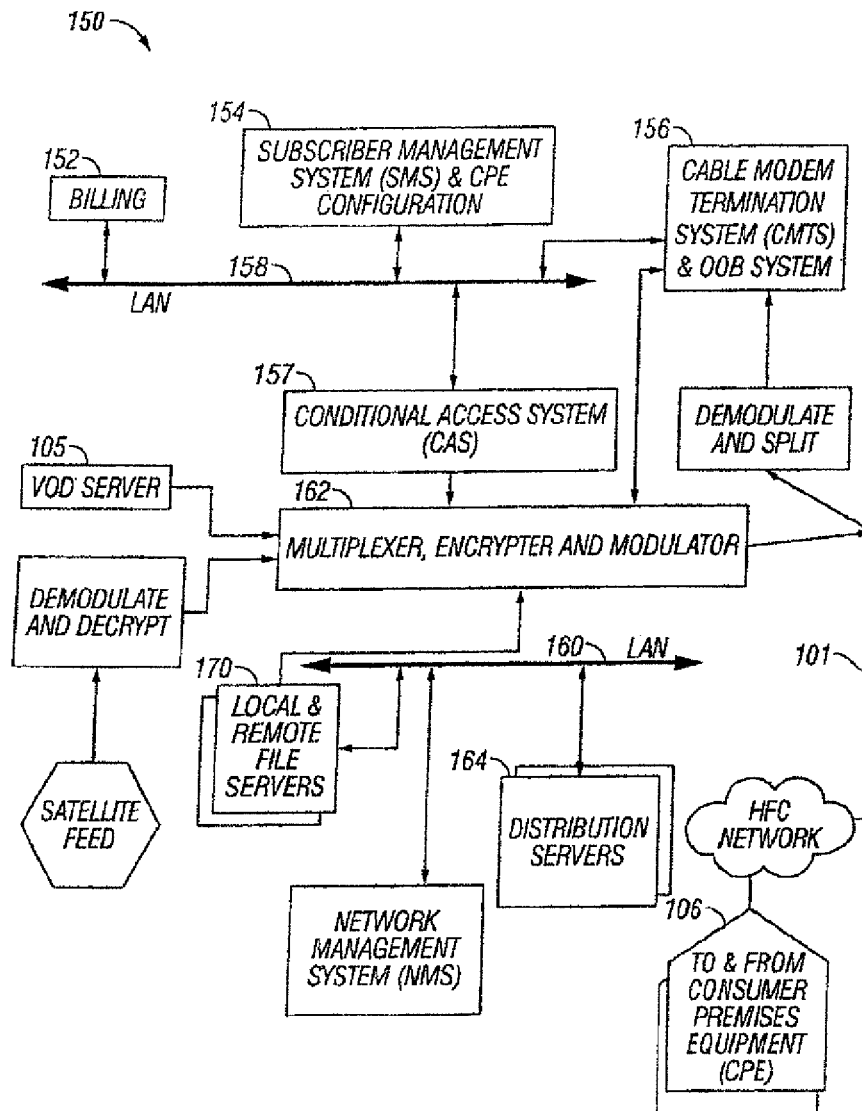 150
154
SUBSCRIBER MANAGEMENT
SYSTEM (SMS) & CPE
CONFIGURATION
152
BILLING
156
CABLE MODEM
TERMINATION
SYSTEM (CMTS)
& OOB SYSTEM
158
LAN
157
CONDITIONAL ACCESS SYSTEM
(CAS)
DEMODULATE
AND SPLIT
105
VOD SERVER
162
MULTIPLEXER, ENCRYPTER AND MODULATOR
DEMODULATE
AND DECRYPT
160
LAN
101
170
LOCAL &
REMOTE
FILE
SERVERS
164
DISTRIBUTION
SERVERS
SATELLITE
FEED
HFC
NETWORK
NETWORK
MANAGEMENT
SYSTEM (NMS)
106
TO & FROM
CONSUMER
PREMISES
EQUIPMENT
(CPE)